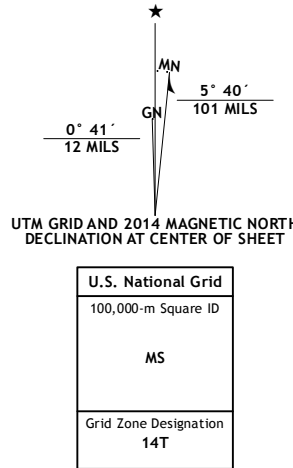 MN
GN
5° 40´
101 MILS
0° 41´
12 MILS
UTM GRID AND 2014 MAGNETIC NORTH
DECLINATION AT CENTER OF SHEET
U.S. National Grid
100,000-m Square ID
MS
Grid Zone Designation
14T